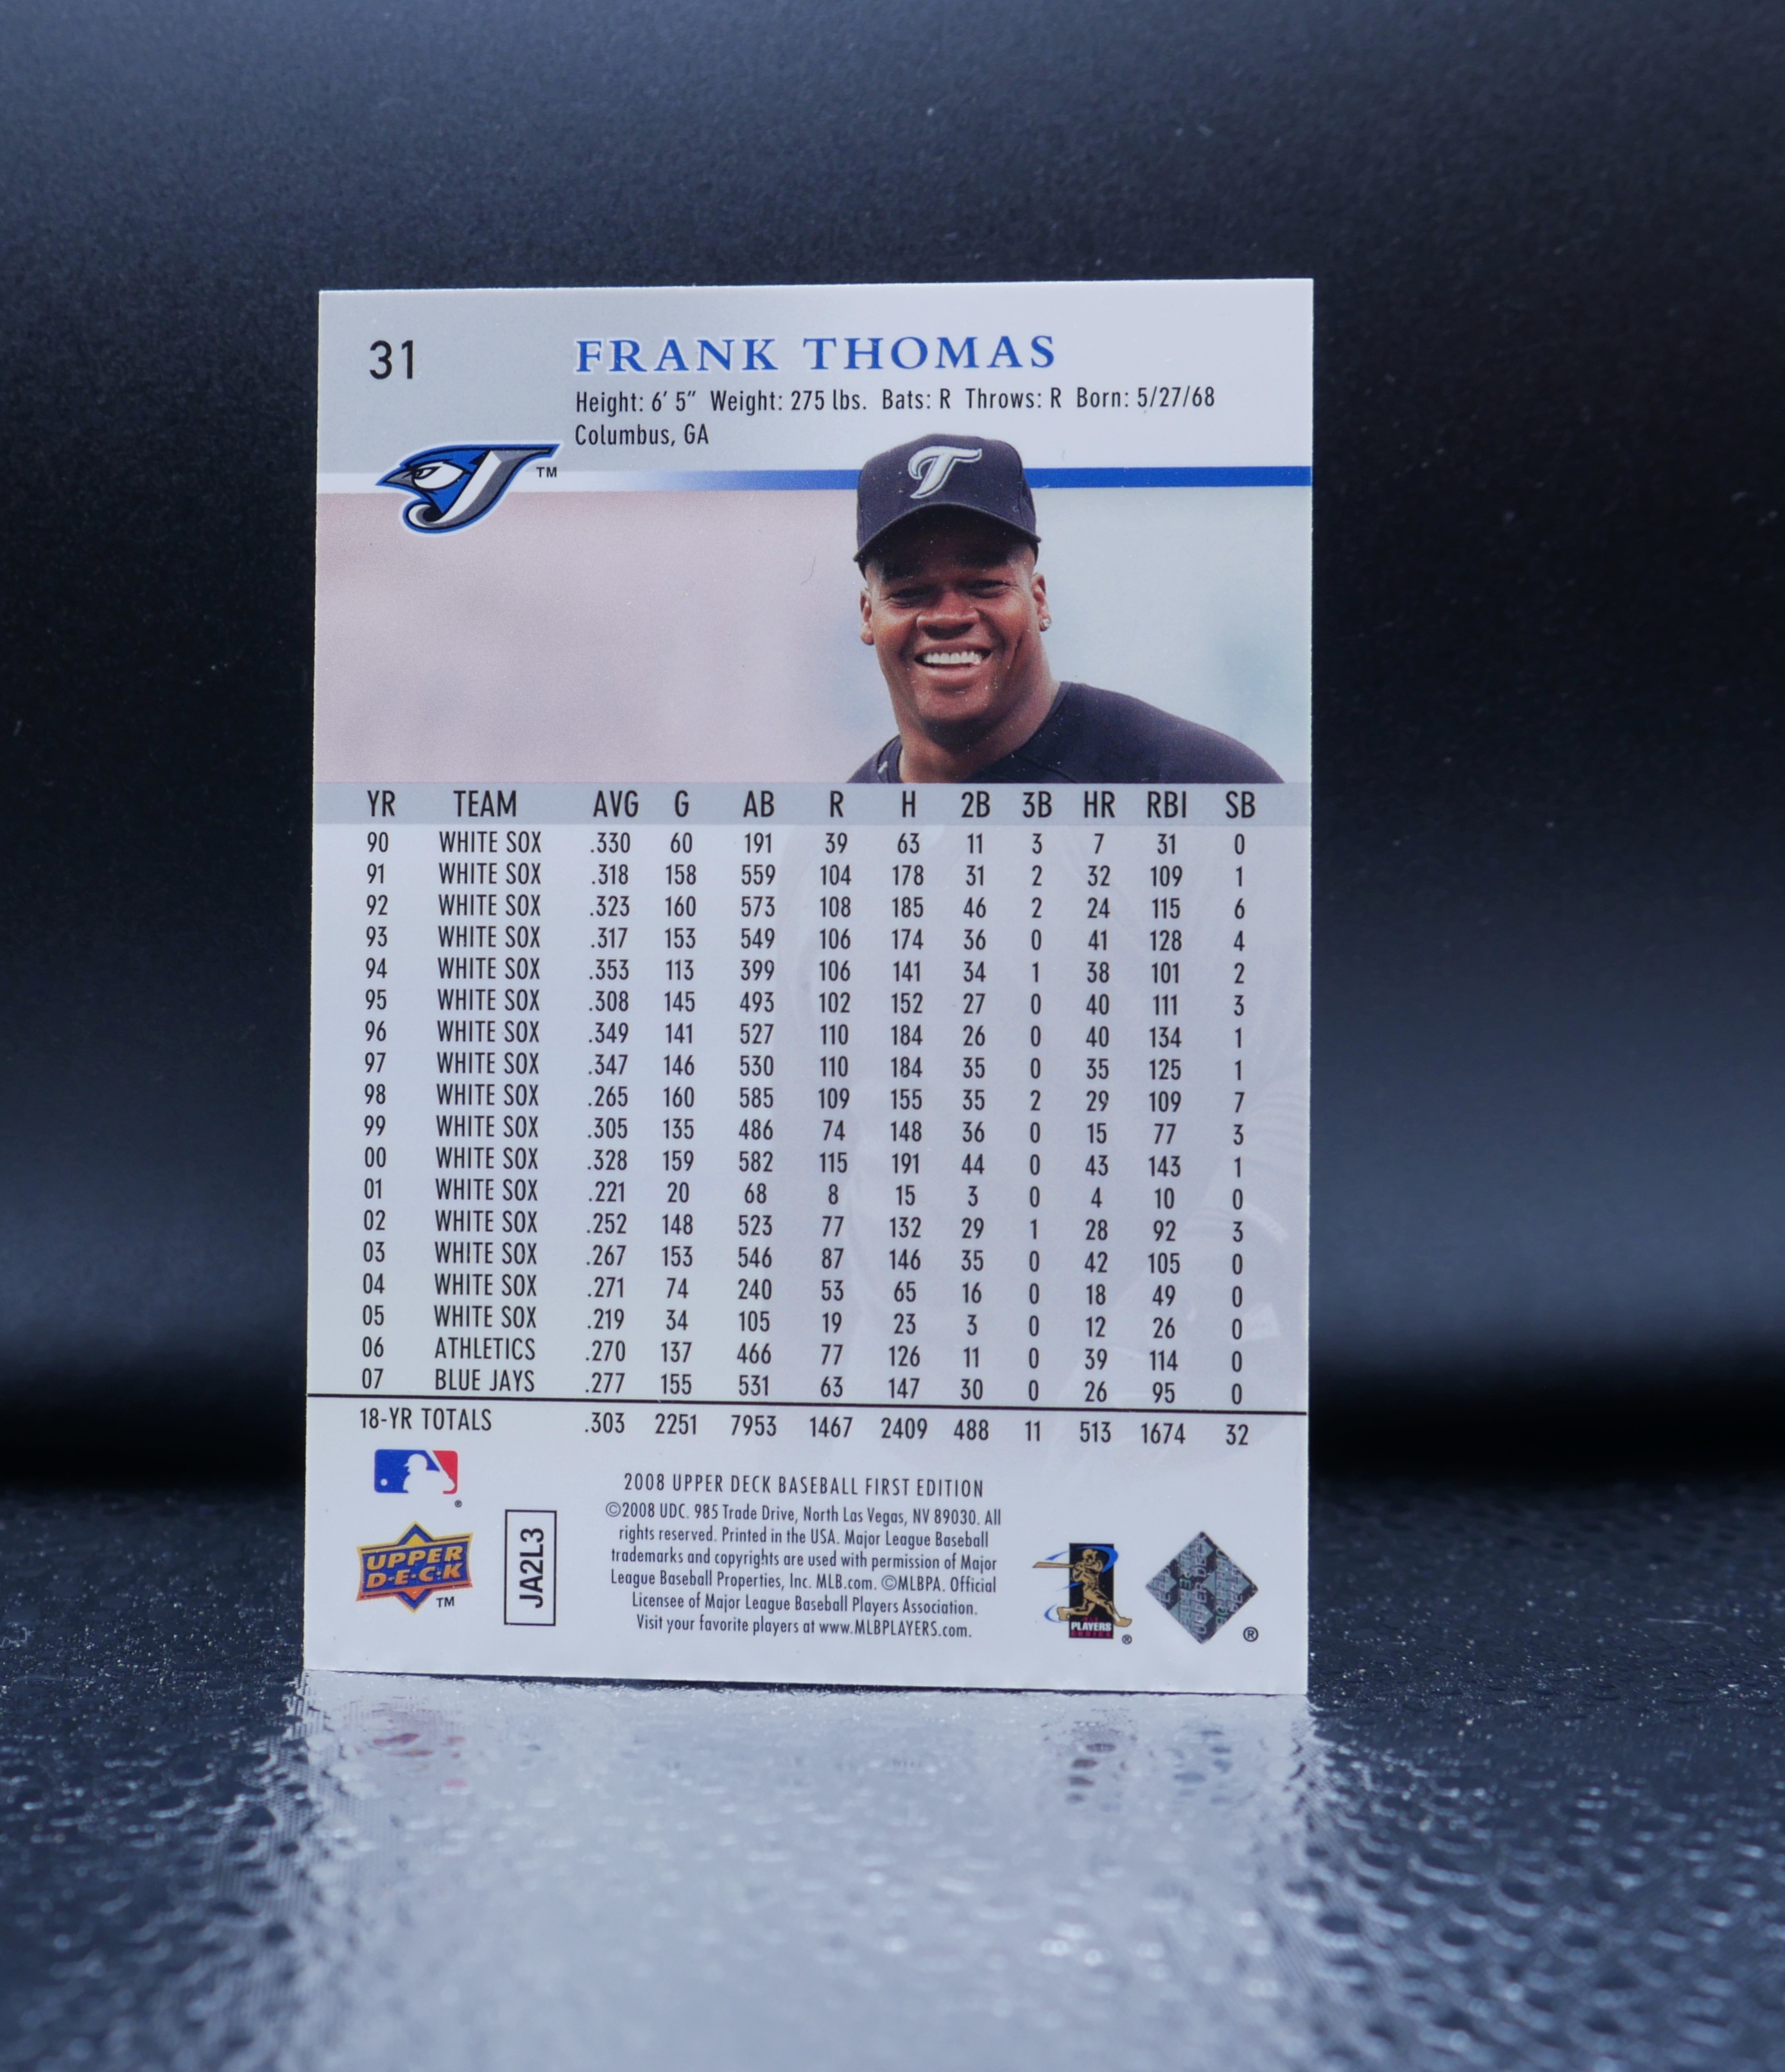 31
FRANK THOMAS
Height: 6' 5" Weight: 275 lbs. Bats: R Throws: R Born: 5/27/68
Columbus, GA
J TM
T
YR TEAM AVG G AB R H 2B 3B HR RBI SB
90 WHITE SOX .330 60 191 39 63 11 3 7 31 0
91 WHITE SOX .318 158 559 104 178 31 2 32 109 1
92 WHITE SOX .323 160 573 108 185 46 2 24 115 6
93 WHITE SOX .317 153 549 106 174 36 0 41 128 4
94 WHITE SOX .353 113 399 106 141 34 1 38 101 2
95 WHITE SOX .308 145 493 102 152 27 0 40 111 3
96 WHITE SOX .349 141 527 110 184 26 0 40 134 1
97 WHITE SOX .347 146 530 110 184 35 0 35 125 1
98 WHITE SOX .265 160 585 109 155 35 2 29 109 7
99 WHITE SOX .305 135 486 74 148 36 0 15 77 3
00 WHITE SOX .328 159 582 115 191 44 0 43 143 1
01 WHITE SOX .221 20 68 8 15 3 0 4 10 0
02 WHITE SOX .252 148 523 77 132 29 1 28 92 3
03 WHITE SOX .267 153 546 87 146 35 0 42 105 0
04 WHITE SOX .271 74 240 53 65 16 0 18 49 0
05 WHITE SOX .219 34 105 19 23 3 0 12 26 0
06 ATHLETICS .270 137 466 77 126 11 0 39 114 0
07 BLUE JAYS .277 155 531 63 147 30 0 26 95 0
18-YR TOTALS .303 2251 7953 1467 2409 488 11 513 1674 32
2008 UPPER DECK BASEBALL FIRST EDITION
©2008 UDC. 985 Trade Drive, North Las Vegas, NV 89030. All
rights reserved. Printed in the USA. Major League Baseball
trademarks and copyrights are used with permission of Major
League Baseball Properties, Inc. MLB.com. ©MLBPA. Official
Licensee of Major League Baseball Players Association.
Visit your favorite players at www.MLBPLAYERS.com.
®
UPPER
D·E·C·K
TM
JA2L3
PLAYERS
®
®